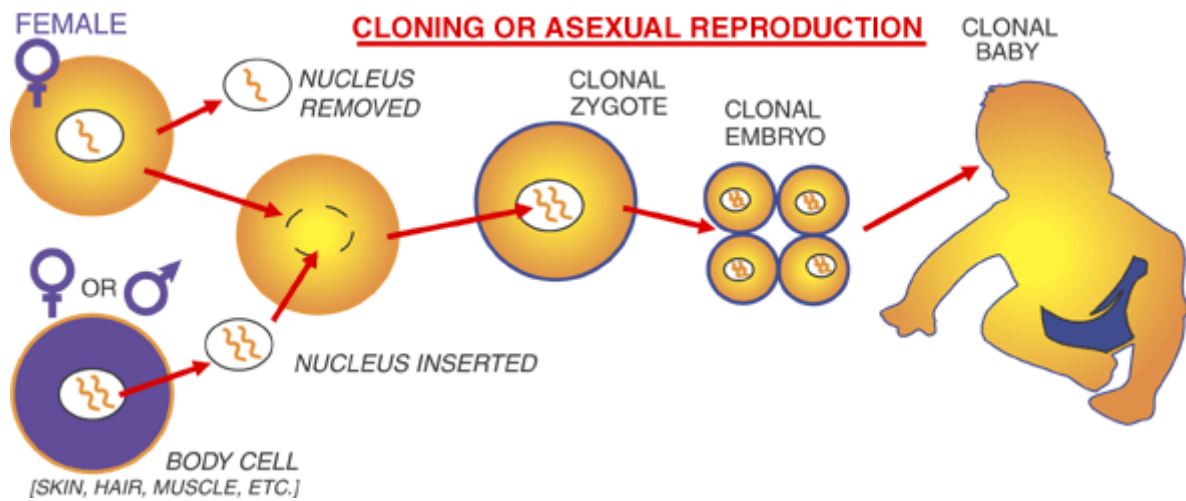 CLONING OR ASEXUAL REPRODUCTION
FEMALE
NUCLEUS
REMOVED
CLONAL
ZYGOTE
CLONAL
EMBRYO
CLONAL
BABY
OR
NUCLEUS INSERTED
BODY CELL
[SKIN, HAIR, MUSCLE, ETC.]